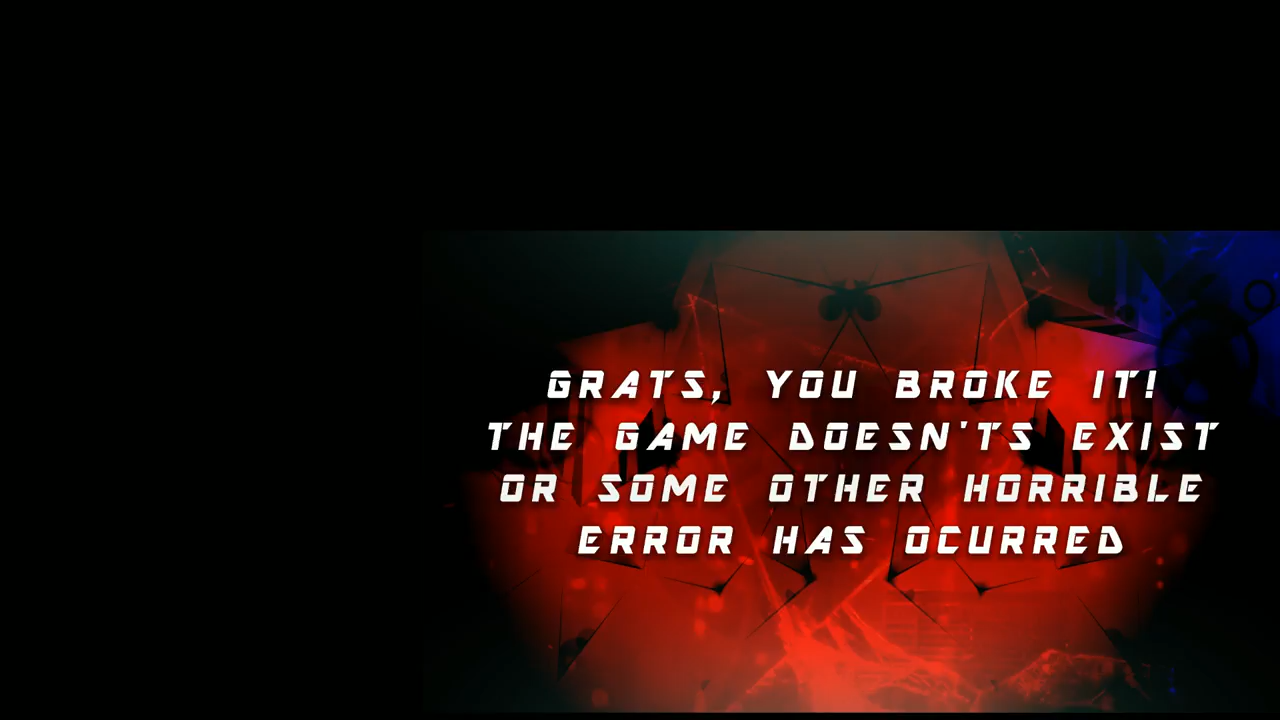 GRATS, YOU BROKE IT!
THE GAME DOESN'TS EXIST
OR SOME OTHER HORRIBLE
ERROR HAS OCURRED